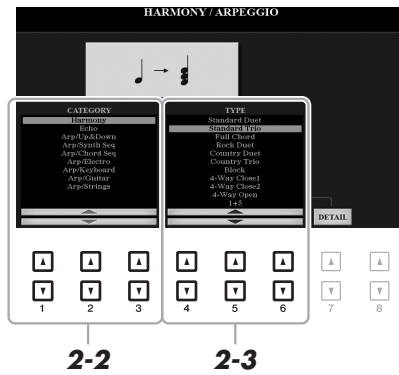 HARMONY / ARPEGGIO
CATEGORY
Harmony
Echo
Arp/Up&Down
Arp/Synth Seq
Arp/Chord Seq
Arp/Electro
Arp/Keyboard
Arp/Guitar
Arp/Strings
TYPE
Standard Duet
Standard Trio
Full Chord
Rock Duet
Country Duet
Country Trio
Block
4-Way Close1
4-Way Close2
4-Way Open
1+5
DETAIL
1 2 3 4 5 6 7 8
2-2 2-3